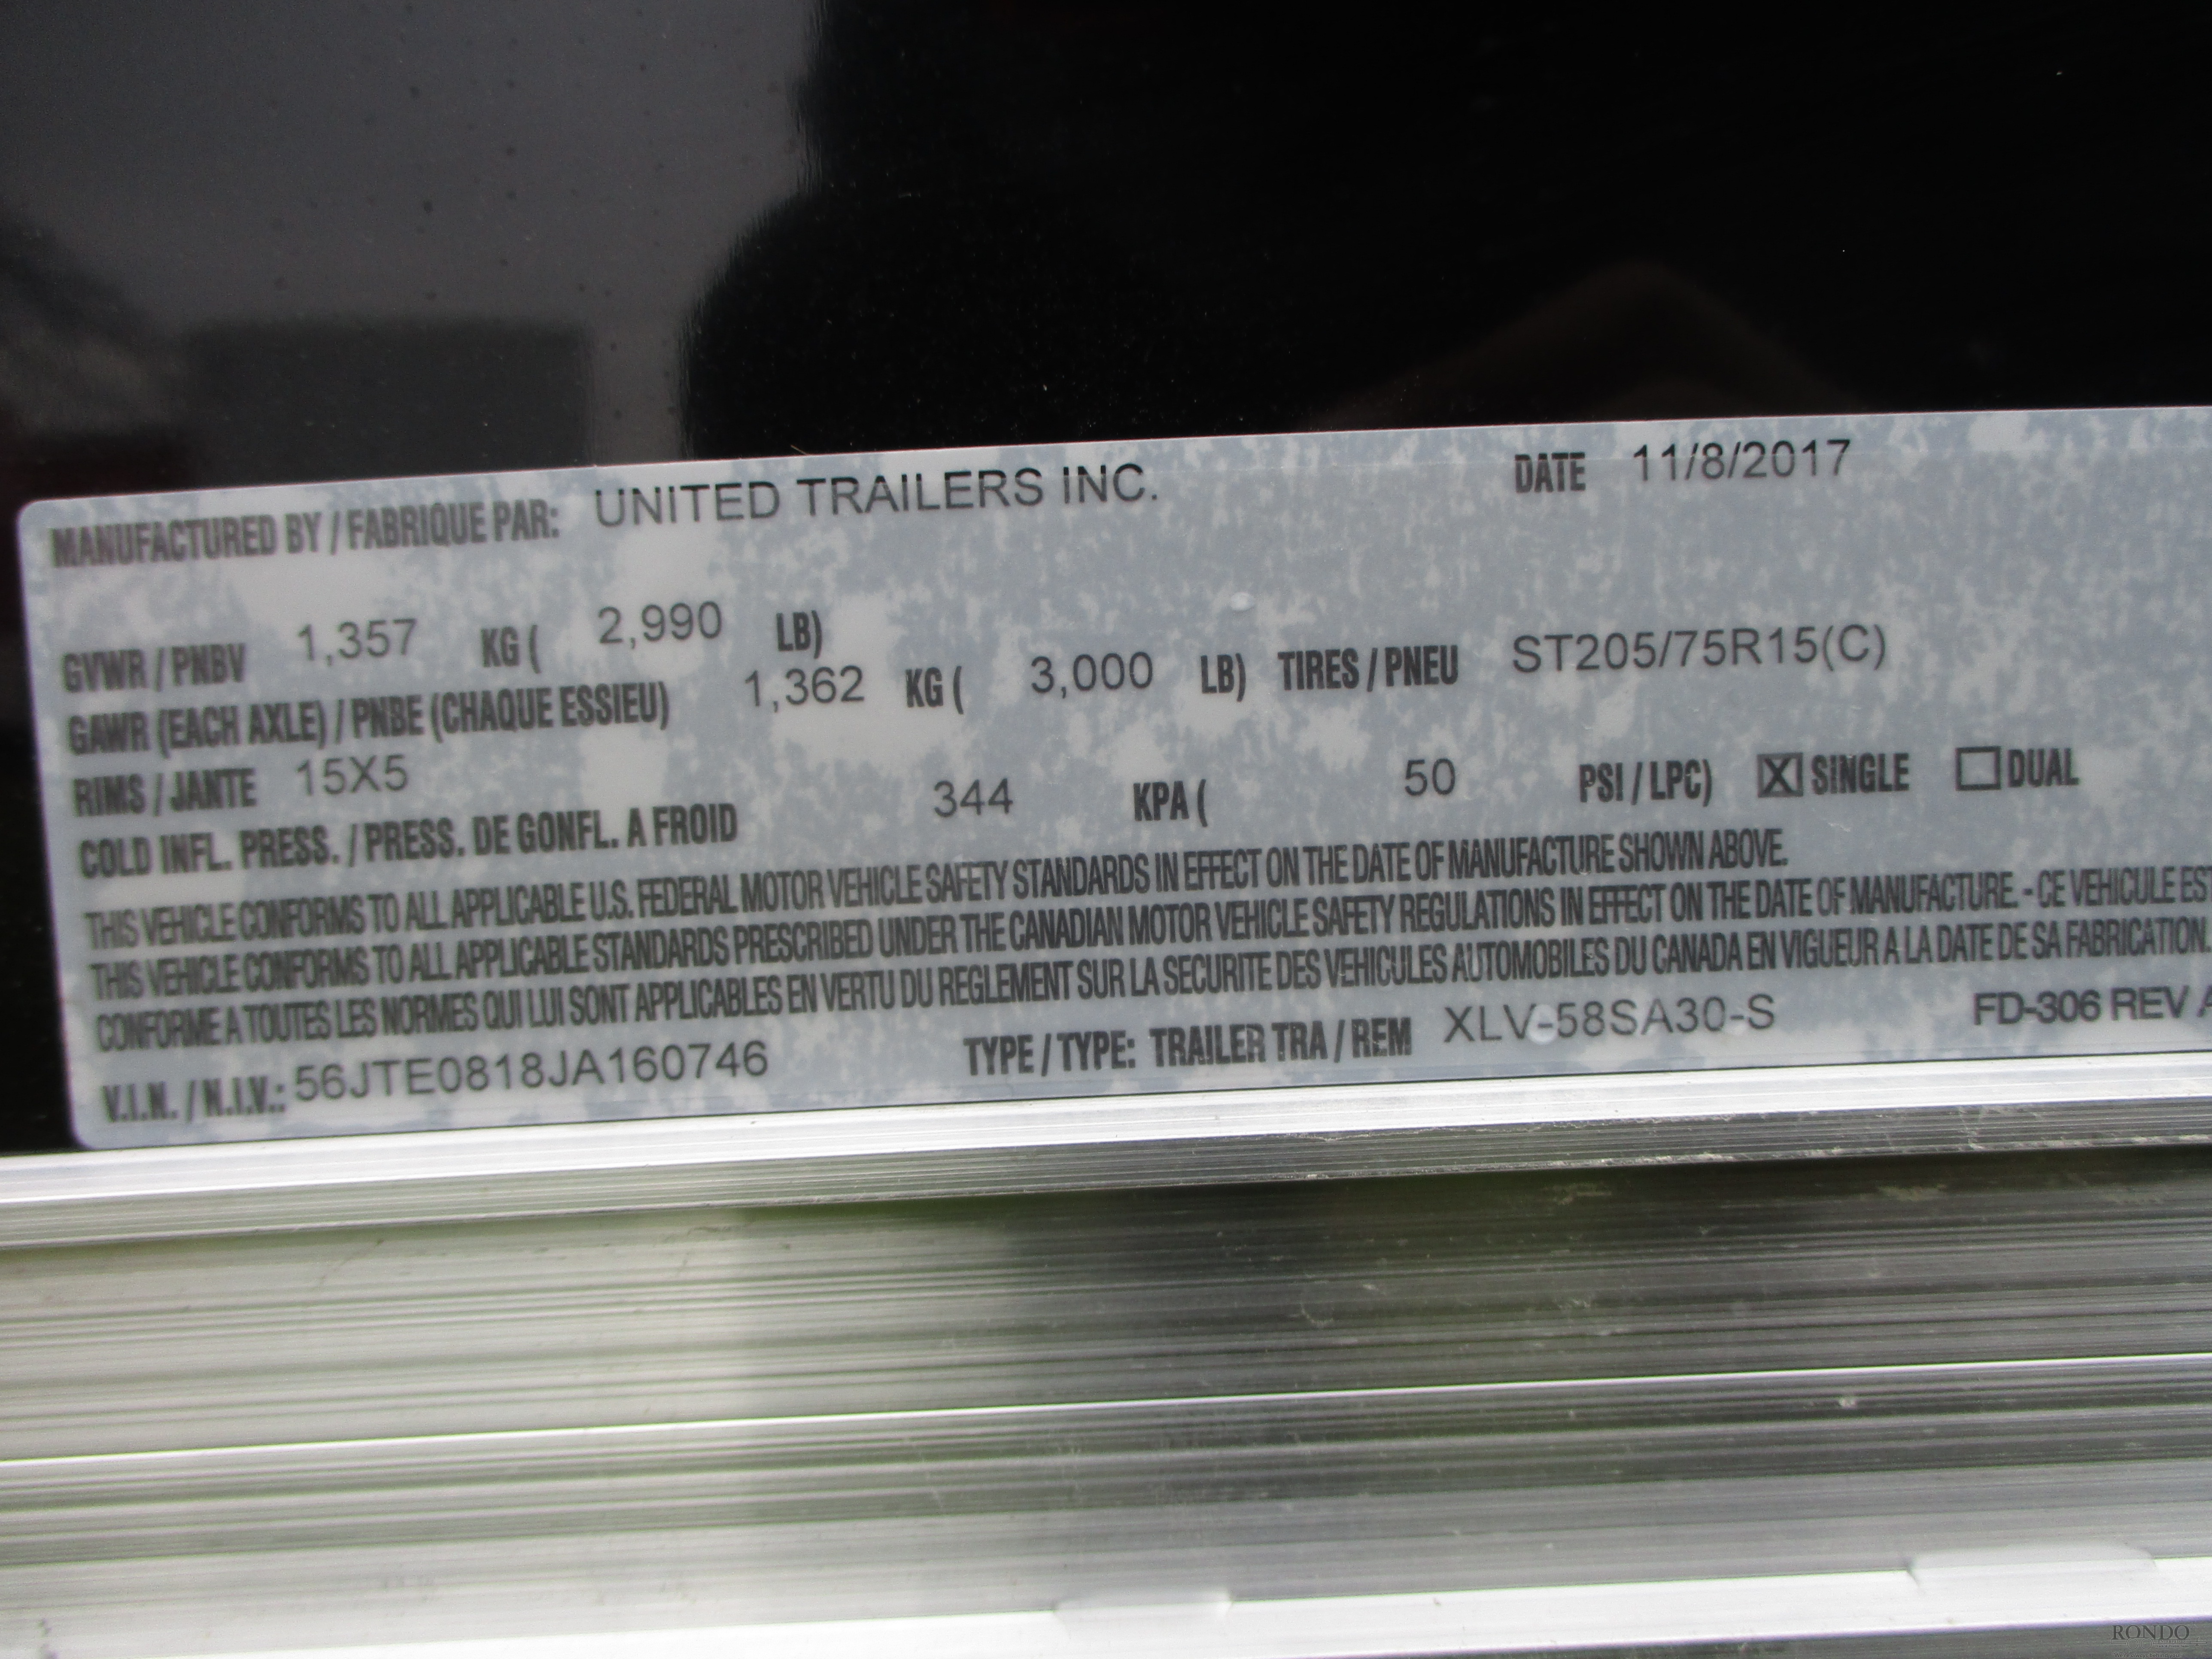 MANUFACTURED BY / FABRIQUE PAR: UNITED TRAILERS INC. DATE 11/8/2017
GVWR / PNBV 1,357 KG ( 2,990 LB)
GAWR (EACH AXLE) / PNBE (CHAQUE ESSIEU) 1,362 KG ( 3,000 LB) TIRES / PNEU ST205/75R15(C)
RIMS / JANTE 15X5
COLD INFL. PRESS. / PRESS. DE GONFL. A FROID 344 KPA ( 50 PSI / LPC) X SINGLE DUAL
THIS VEHICLE CONFORMS TO ALL APPLICABLE U.S. FEDERAL MOTOR VEHICLE SAFETY STANDARDS IN EFFECT ON THE DATE OF MANUFACTURE SHOWN ABOVE.
THIS VEHICLE CONFORMS TO ALL APPLICABLE STANDARDS PRESCRIBED UNDER THE CANADIAN MOTOR VEHICLE SAFETY REGULATIONS IN EFFECT ON THE DATE OF MANUFACTURE. - CE VEHICULE EST
CONFORME A TOUTES LES NORMES QUI LUI SONT APPLICABLES EN VERTU DU REGLEMENT SUR LA SECURITE DES VEHICULES AUTOMOBILES DU CANADA EN VIGUEUR A LA DATE DE SA FABRICATION.
V.I.N. / N.I.V.: 56JTE0818JA160746 TYPE / TYPE: TRAILER TRA / REM XLV-58SA30-S FD-306 REV A
RONDO